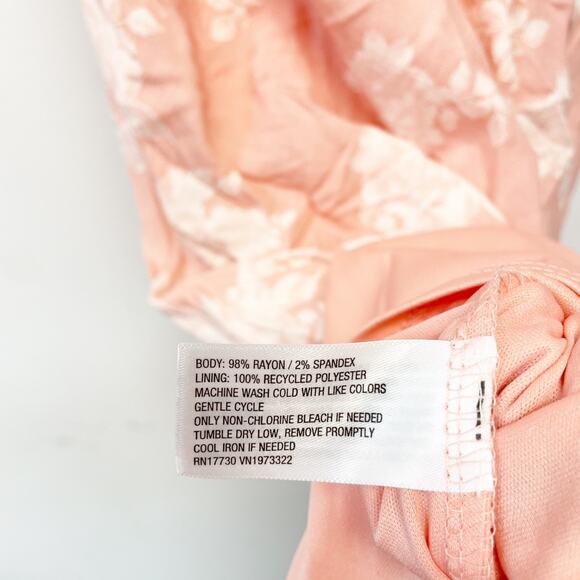 BODY: 98% RAYON / 2% SPANDEX
LINING: 100% RECYCLED POLYESTER
MACHINE WASH COLD WITH LIKE COLORS
GENTLE CYCLE
ONLY NON-CHLORINE BLEACH IF NEEDED
TUMBLE DRY LOW, REMOVE PROMPTLY
COOL IRON IF NEEDED
RN17730 VN1973322